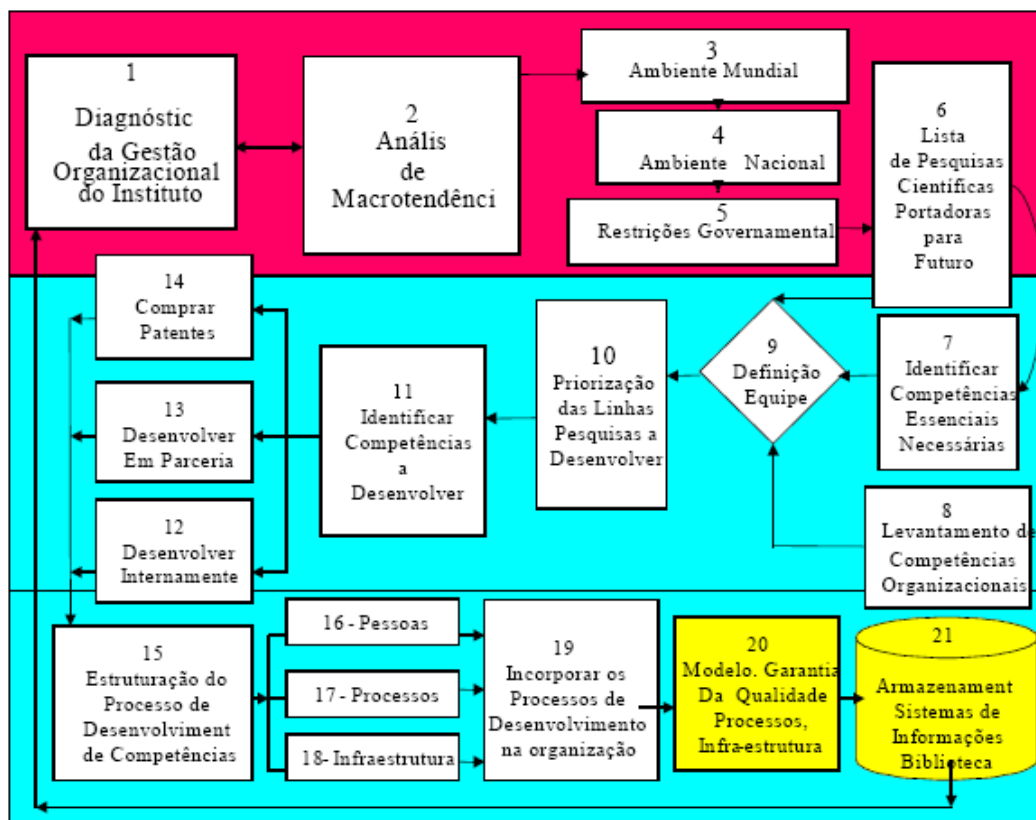 1
Diagnóstic
da Gestão
Organizacional
do Instituto
2
Anális
de
Macrotendênci
3
Ambiente Mundial
4
Ambiente Nacional
5
Restrições Governamental
6
Lista
de Pesquisas
Científicas
Portadoras
para
Futuro
7
Identificar
Competências
Essenciais
Necessárias
8
Levantamento de
Competências
Organizacionais
9
Definição
Equipe
10
Priorização
das Linhas
Pesquisas a
Desenvolver
11
Identificar
Competências
a
Desenvolver
14
Comprar
Patentes
13
Desenvolver
Em Parceria
12
Desenvolver
Internamente
15
Estruturação do
Processo de
Desenvolviment
de Competências
16 - Pessoas
17 - Processos
18- Infraestrutura
19
Incorporar os
Processos de
Desenvolvimento
na organização
20
Modelo. Garantia
Da Qualidade
Processos,
Infra-estrutura
21
Armazenament
Sistemas de
Informações
Biblioteca